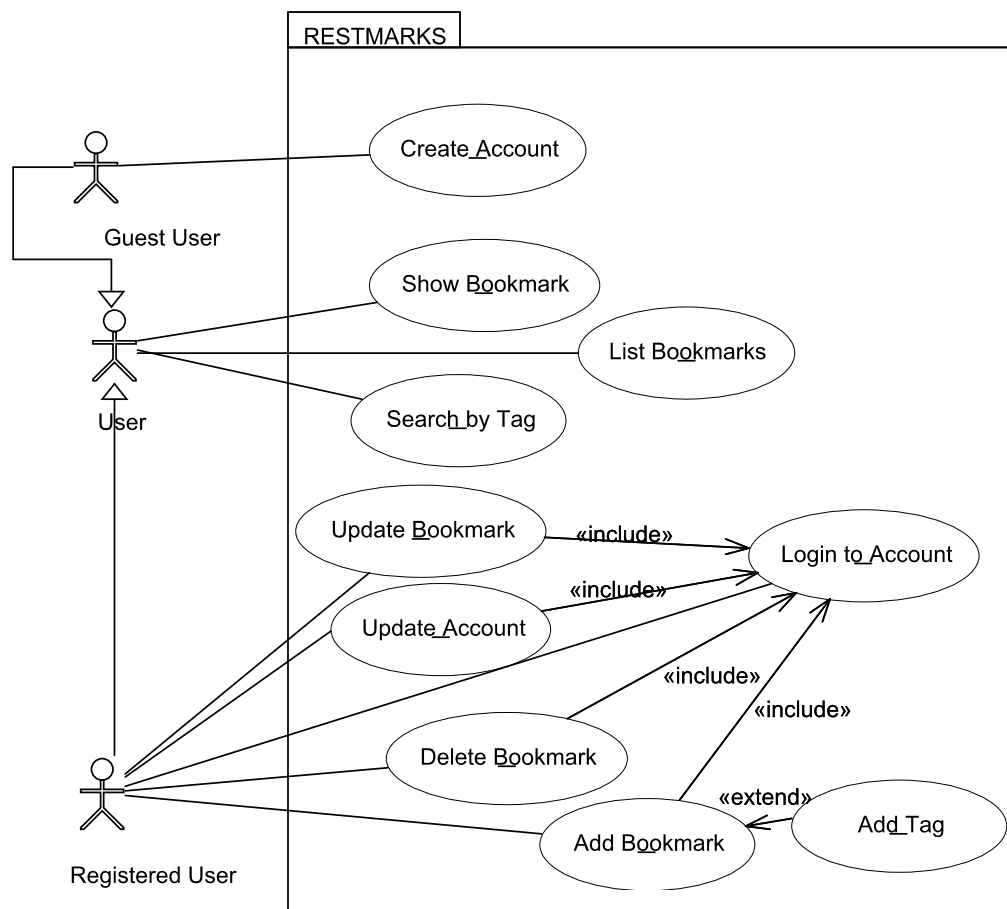 RESTMARKS
Create Account
Guest User
Show Bookmark
List Bookmarks
Search by Tag
User
Update Bookmark
«include»
Login to Account
«include»
Update Account
«include»
«include»
Delete Bookmark
«extend»
Add Tag
Add Bookmark
Registered User